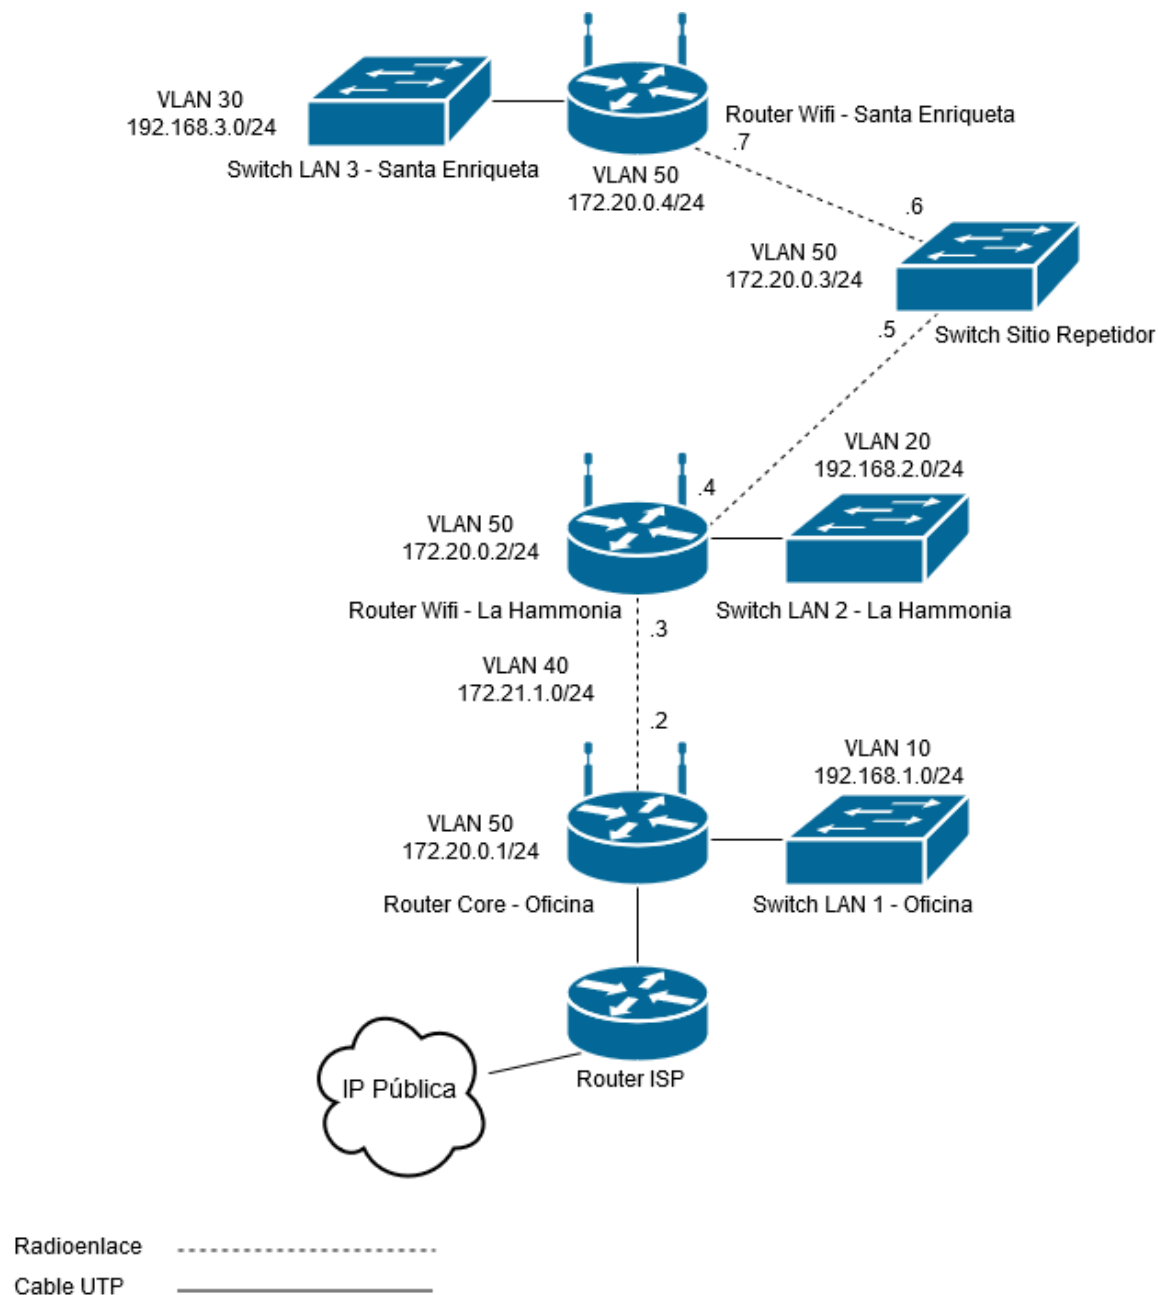 VLAN 30
192.168.3.0/24
Switch LAN 3 - Santa Enriqueta
Router Wifi - Santa Enriqueta
.7
VLAN 50
172.20.0.4/24
.6
VLAN 50
172.20.0.3/24
.5
Switch Sitio Repetidor
VLAN 20
192.168.2.0/24
.4
VLAN 50
172.20.0.2/24
Router Wifi - La Hammonia
Switch LAN 2 - La Hammonia
.3
VLAN 40
172.21.1.0/24
.2
VLAN 10
192.168.1.0/24
VLAN 50
172.20.0.1/24
Router Core - Oficina
Switch LAN 1 - Oficina
Router ISP
IP Pública
Radioenlace
Cable UTP